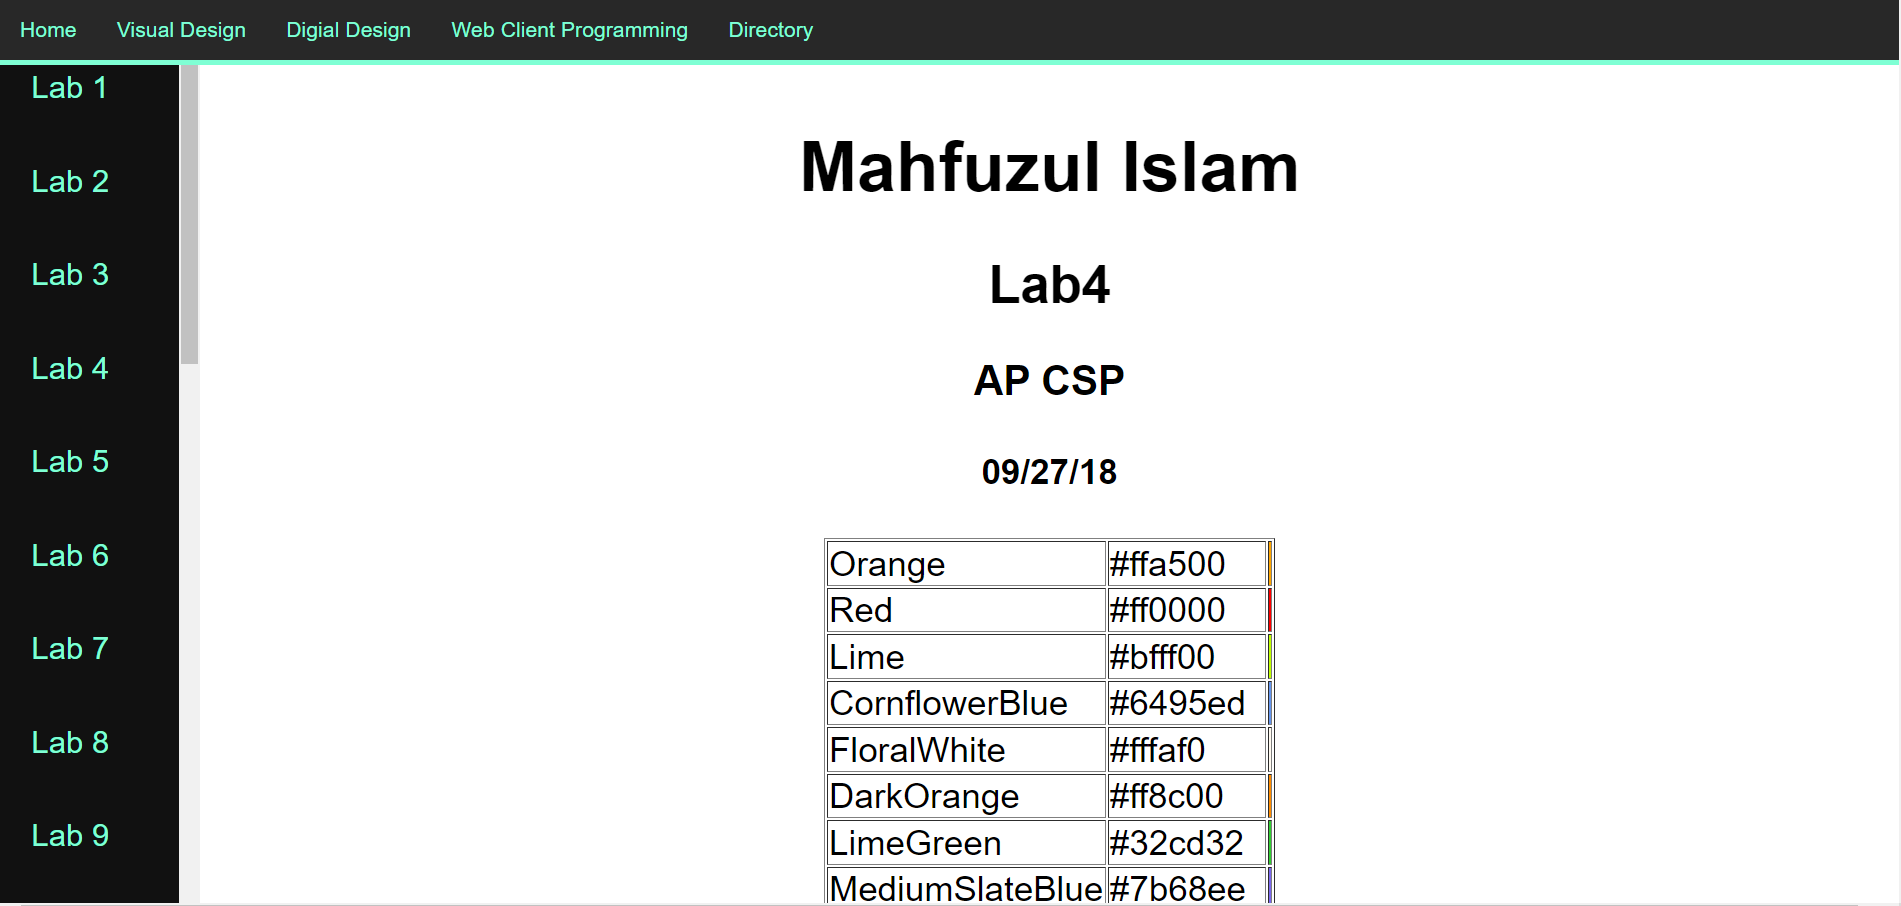 Home Visual Design Digial Design Web Client Programming Directory
Lab 1
Lab 2
Lab 3
Lab 4
Lab 5
Lab 6
Lab 7
Lab 8
Lab 9
Mahfuzul Islam
Lab4
AP CSP
09/27/18
Orange #ffa500
Red #ff0000
Lime #bfff00
CornflowerBlue #6495ed
FloralWhite #fffaf0
DarkOrange #ff8c00
LimeGreen #32cd32
MediumSlateBlue #7b68ee